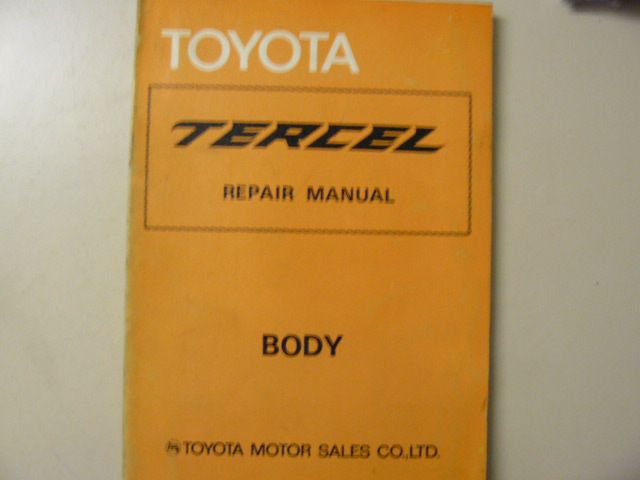 TOYOTA
TERCEL
REPAIR MANUAL
BODY
TOYOTA MOTOR SALES CO.,LTD.